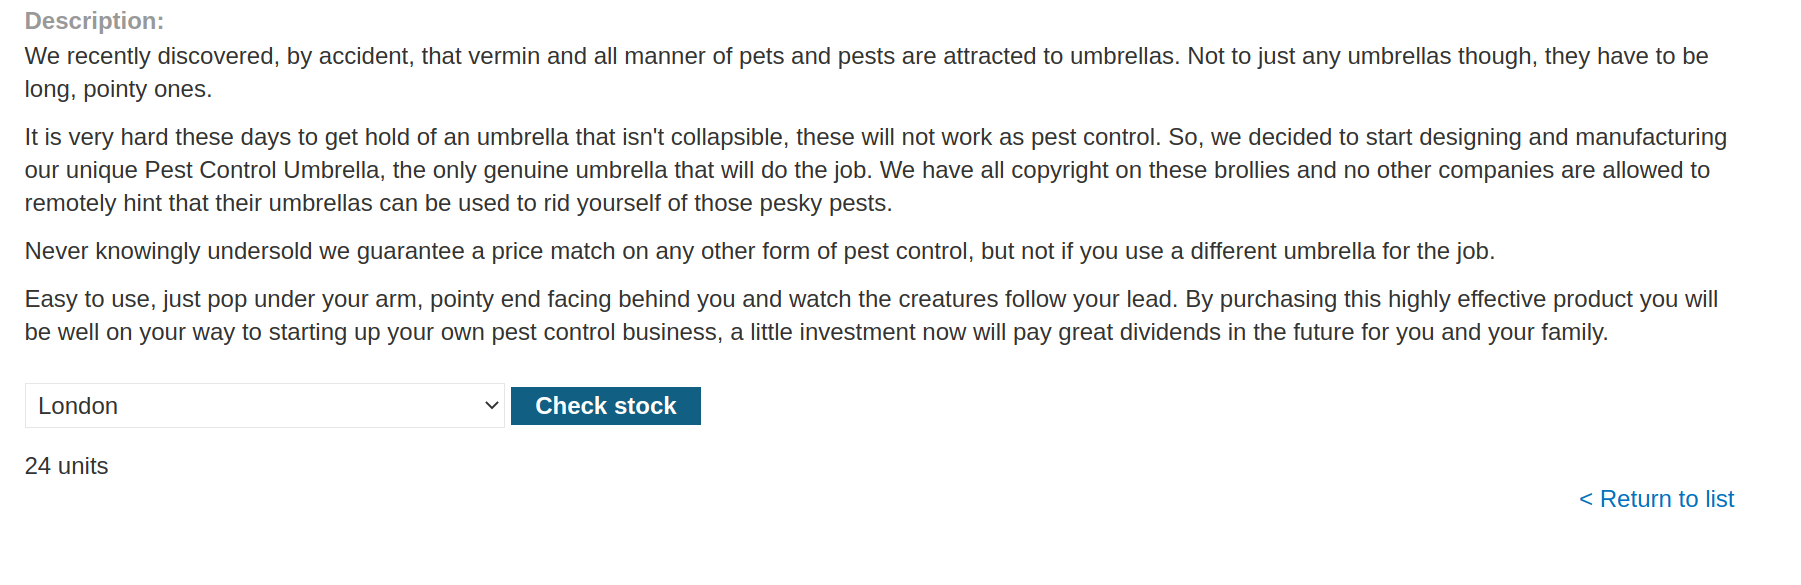 Description:
We recently discovered, by accident, that vermin and all manner of pets and pests are attracted to umbrellas. Not to just any umbrellas though, they have to be
long, pointy ones.
It is very hard these days to get hold of an umbrella that isn't collapsible, these will not work as pest control. So, we decided to start designing and manufacturing
our unique Pest Control Umbrella, the only genuine umbrella that will do the job. We have all copyright on these brollies and no other companies are allowed to
remotely hint that their umbrellas can be used to rid yourself of those pesky pests.
Never knowingly undersold we guarantee a price match on any other form of pest control, but not if you use a different umbrella for the job.
Easy to use, just pop under your arm, pointy end facing behind you and watch the creatures follow your lead. By purchasing this highly effective product you will
be well on your way to starting up your own pest control business, a little investment now will pay great dividends in the future for you and your family.
London
Check stock
24 units
< Return to list